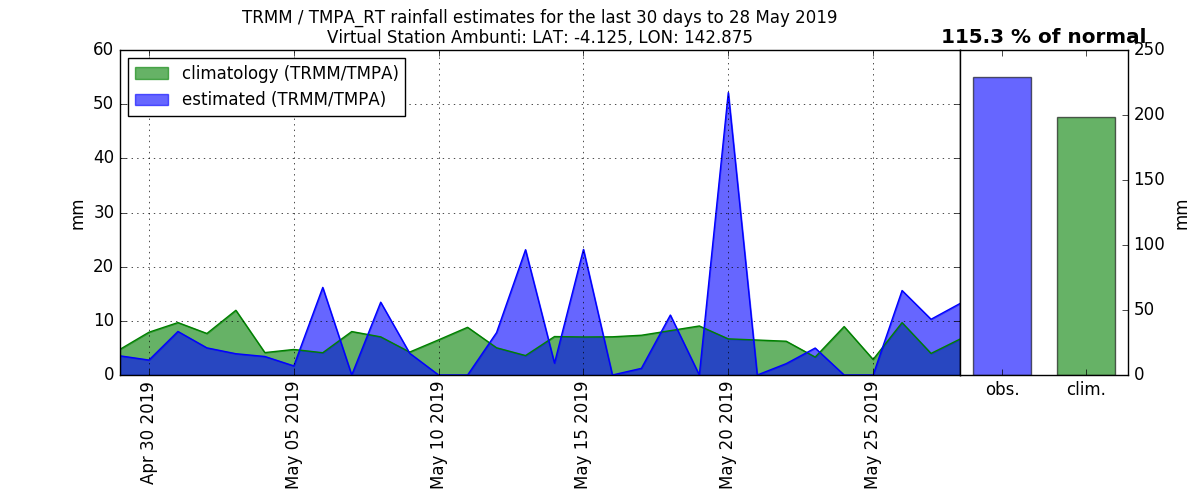 TRMM / TMPA_RT rainfall estimates for the last 30 days to 28 May 2019
Virtual Station Ambunti: LAT: -4.125, LON: 142.875
115.3 % of normal
climatology (TRMM/TMPA)
estimated (TRMM/TMPA)
60
50
40
30
20
10
0
mm
Apr 30 2019
May 05 2019
May 10 2019
May 15 2019
May 20 2019
May 25 2019
obs.
clim.
250
200
150
100
50
0
mm